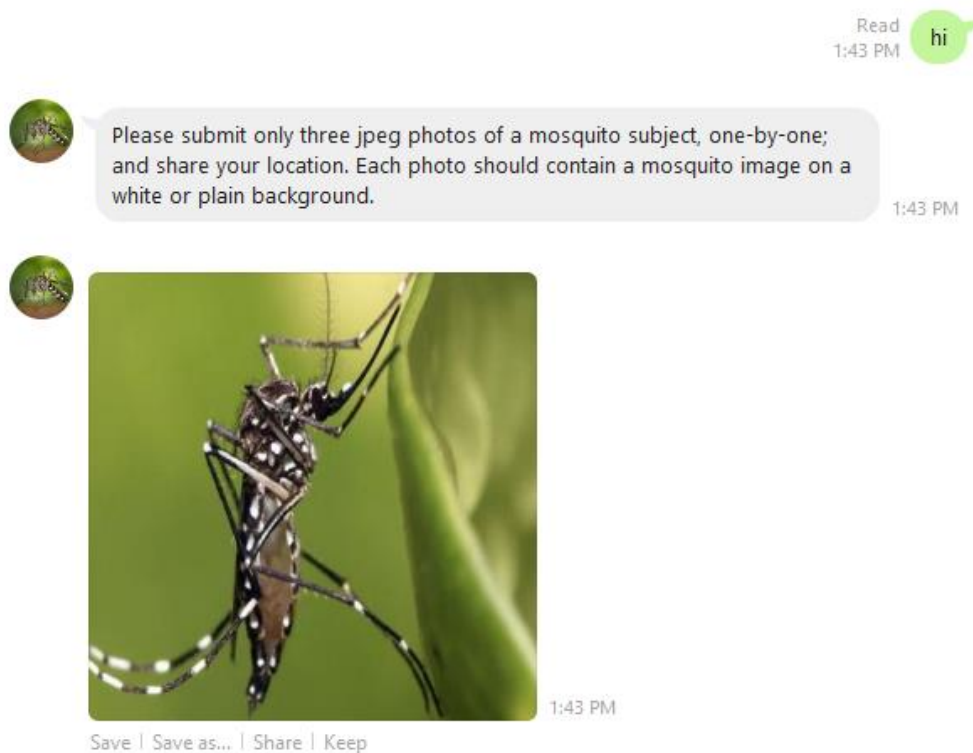 Read
1:43 PM
hi
Please submit only three jpeg photos of a mosquito subject, one-by-one;
and share your location. Each photo should contain a mosquito image on a
white or plain background.
1:43 PM
1:43 PM
Save | Save as... | Share | Keep